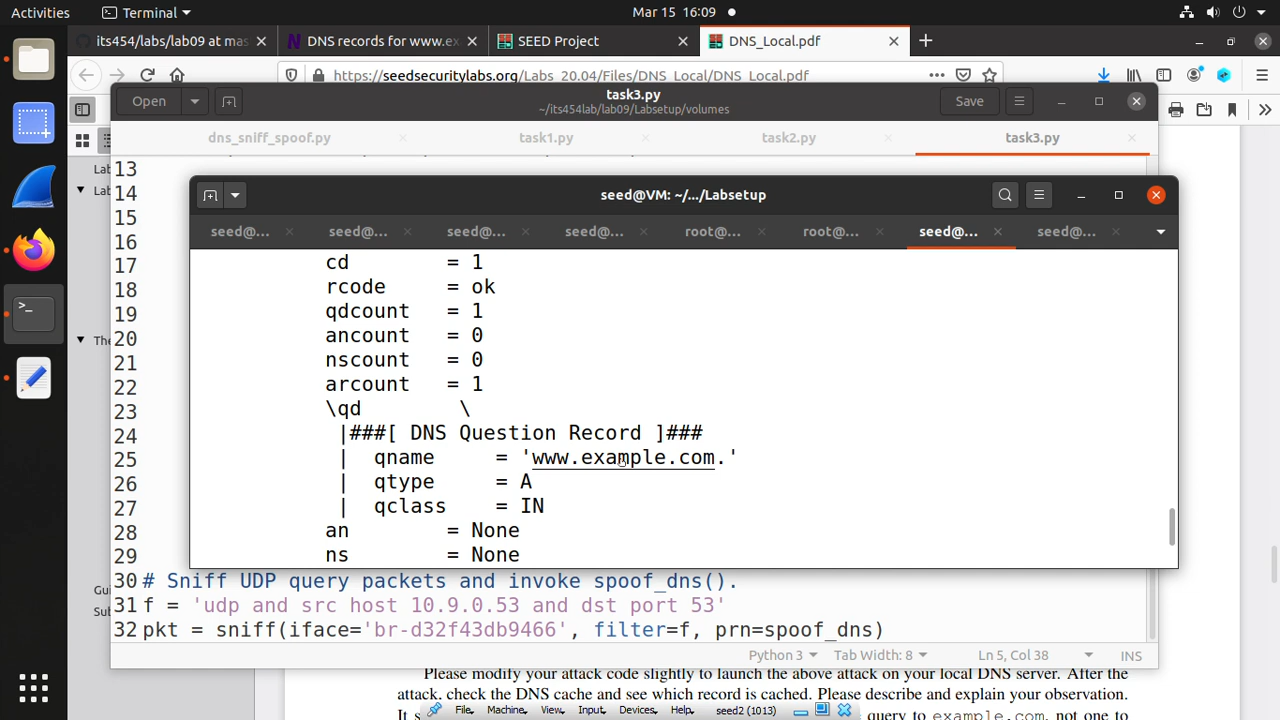 Activities Terminal Mar 15 16:09
its454/labs/lab09 at mas DNS records for www.ex SEED Project DNS_Local.pdf
https://seedsecuritylabs.org/Labs_20.04/Files/DNS_Local/DNS_Local.pdf
Open task3.py Save
~/its454lab/lab09/Labsetup/volumes
dns_sniff_spoof.py task1.py task2.py task3.py
Lab
Lab
The
Gui
Sub
13
14
15
16
17
18
19
20
21
22
23
24
25
26
27
28
29
seed@VM: ~/.../Labsetup
seed@... seed@... seed@... seed@... root@... root@... seed@... seed@...
cd = 1
rcode = ok
qdcount = 1
ancount = 0
nscount = 0
arcount = 1
\qd \
|###[ DNS Question Record ]###
| qname = 'www.example.com.'
| qtype = A
| qclass = IN
an = None
ns = None
30 # Sniff UDP query packets and invoke spoof_dns().
31 f = 'udp and src host 10.9.0.53 and dst port 53'
32 pkt = sniff(iface='br-d32f43db9466', filter=f, prn=spoof_dns)
Python 3 Tab Width: 8 Ln 5, Col 38 INS
Please modify your attack code slightly to launch the above attack on your local DNS server. After the
attack, check the DNS cache and see which record is cached. Please describe and explain your observation.
It s query to example.com, not one to
File Machine View Input Devices Help seed2 (1013)